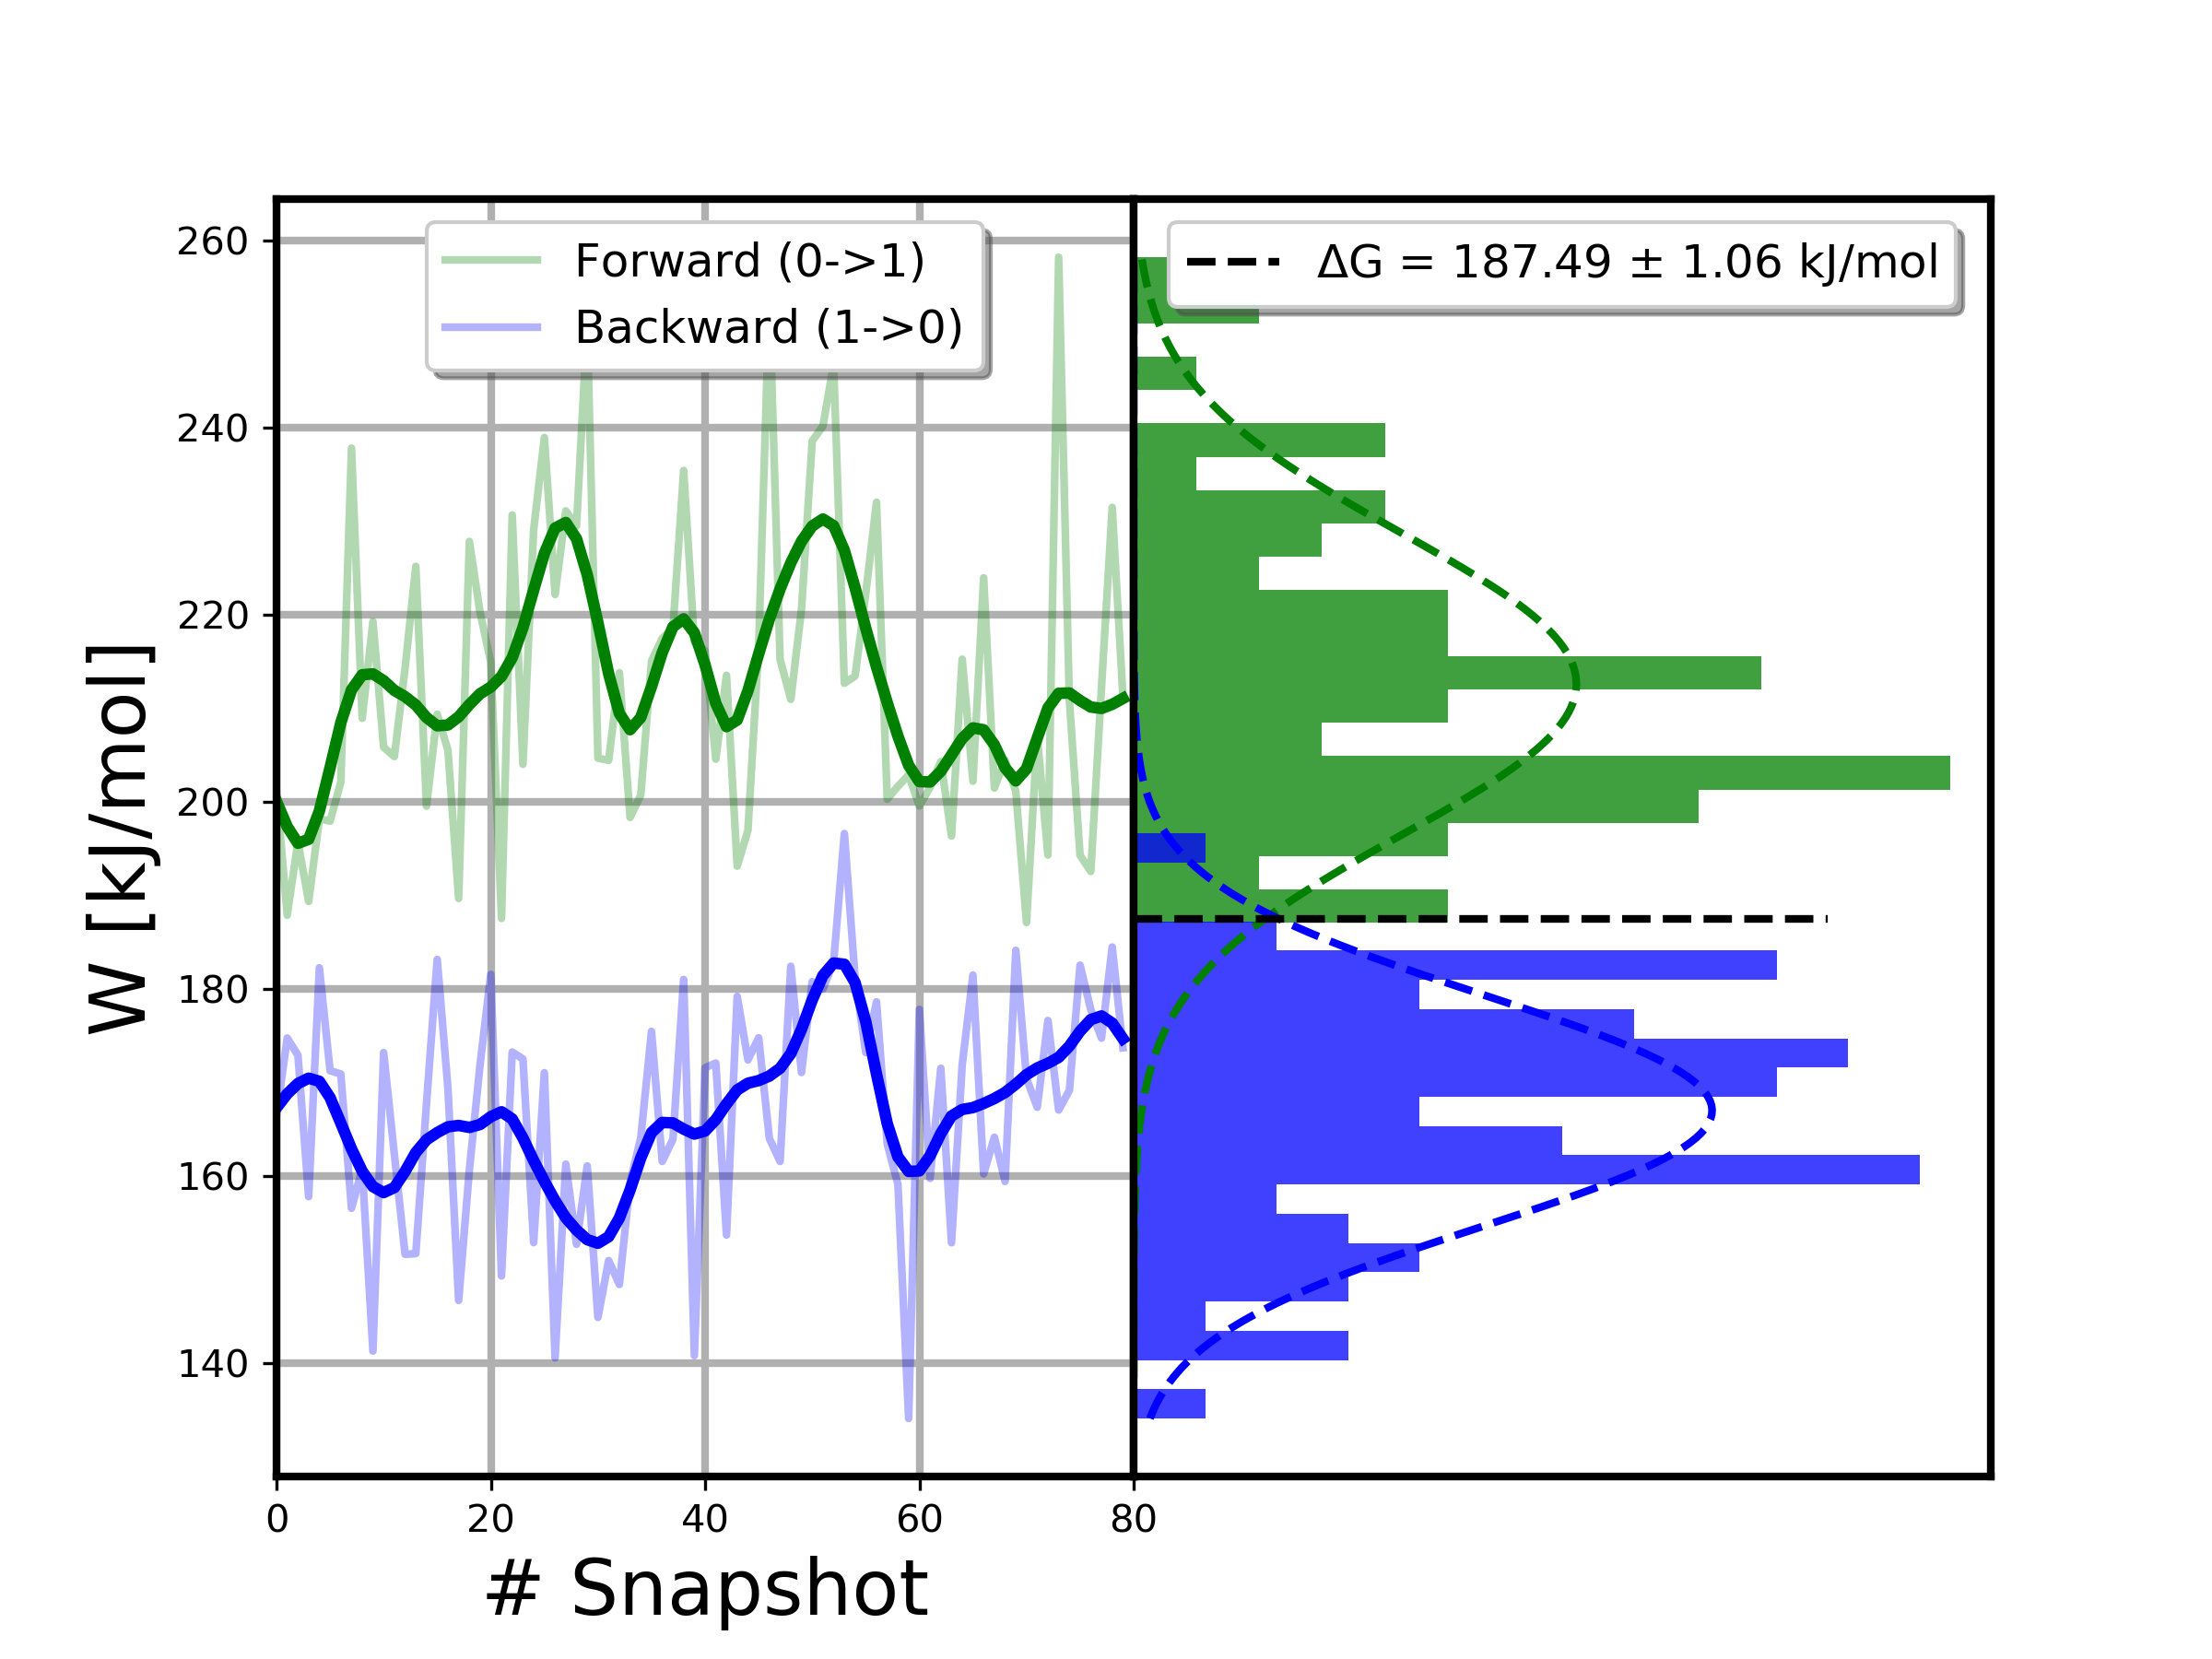 Forward (0->1)
Backward (1->0)
ΔG = 187.49 ± 1.06 kJ/mol
W [kJ/mol]
260
240
220
200
180
160
140
0 20 40 60 80
# Snapshot